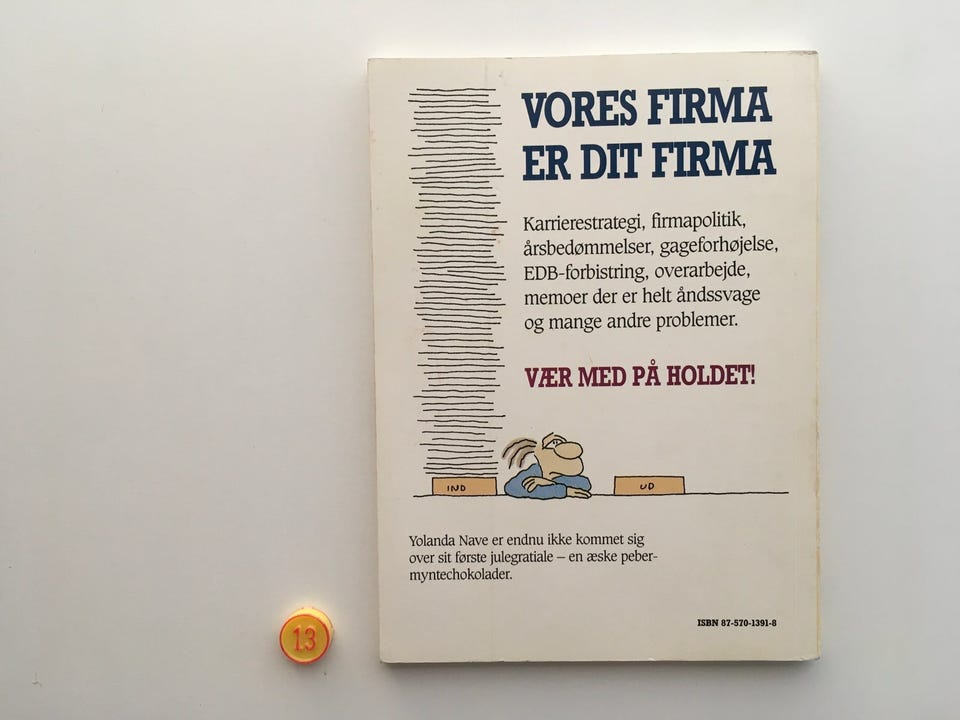 VORES FIRMA
ER DIT FIRMA
Karrierestrategi, firmapolitik,
årsbedømmelser, gageforhøjelse,
EDB-forbistring, overarbejde,
memoer der er helt åndssvage
og mange andre problemer.
VÆR MED PÅ HOLDET!
IND
UD
Yolanda Nave er endnu ikke kommet sig
over sit første julegratiale – en æske peber-
myntechokolader.
ISBN 87-570-1391-8
13